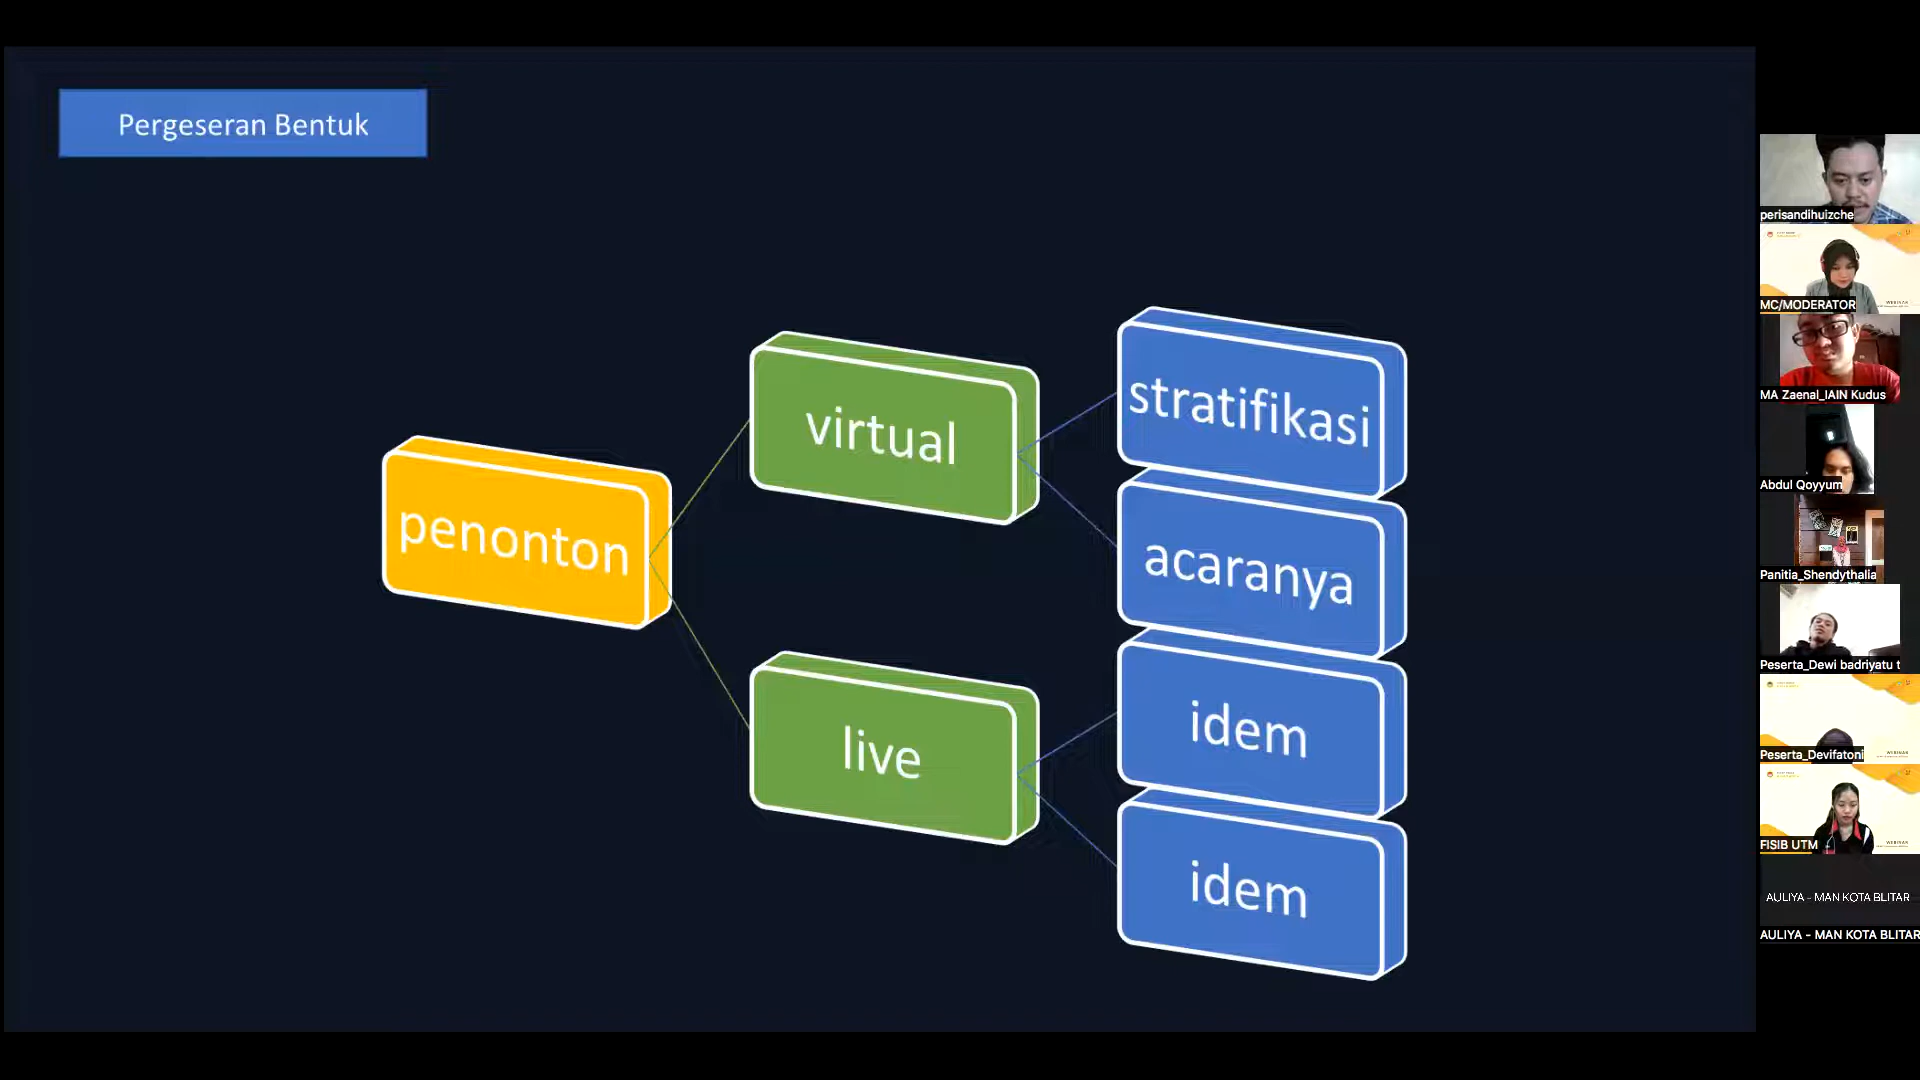 Pergeseran Bentuk
penonton
virtual
live
stratifikasi
acaranya
idem
idem
perisandihuizche
MC/MODERATOR
MA Zaenal_IAIN Kudus
Abdul Qoyyum
Panitia_Shendythalia
Peserta_Dewi badriyatu t
Peserta_Devifatoni
FISIB UTM
AULIYA - MAN KOTA BLITAR
AULIYA - MAN KOTA BLITAR